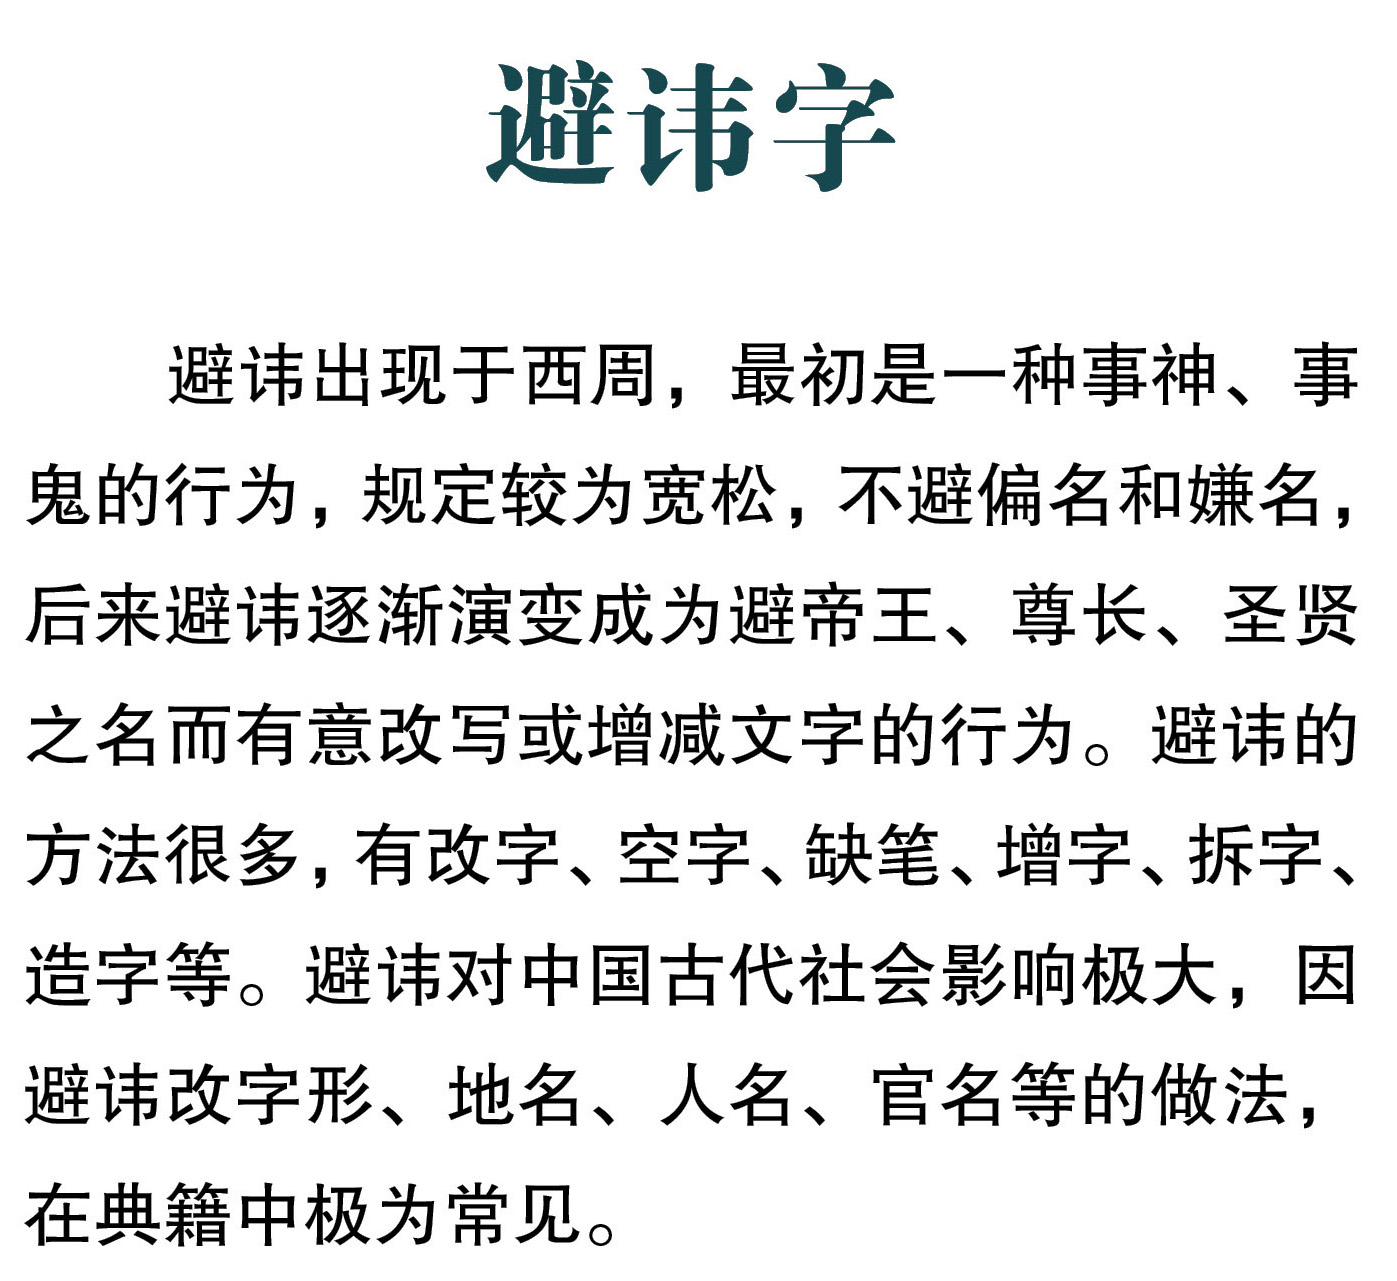 避讳字
避讳出现于西周，最初是一种事神、事
鬼的行为，规定较为宽松，不避偏名和嫌名，
后来避讳逐渐演变成为避帝王、尊长、圣贤
之名而有意改写或增减文字的行为。避讳的
方法很多，有改字、空字、缺笔、增字、拆字、
造字等。避讳对中国古代社会影响极大，因
避讳改字形、地名、人名、官名等的做法，
在典籍中极为常见。